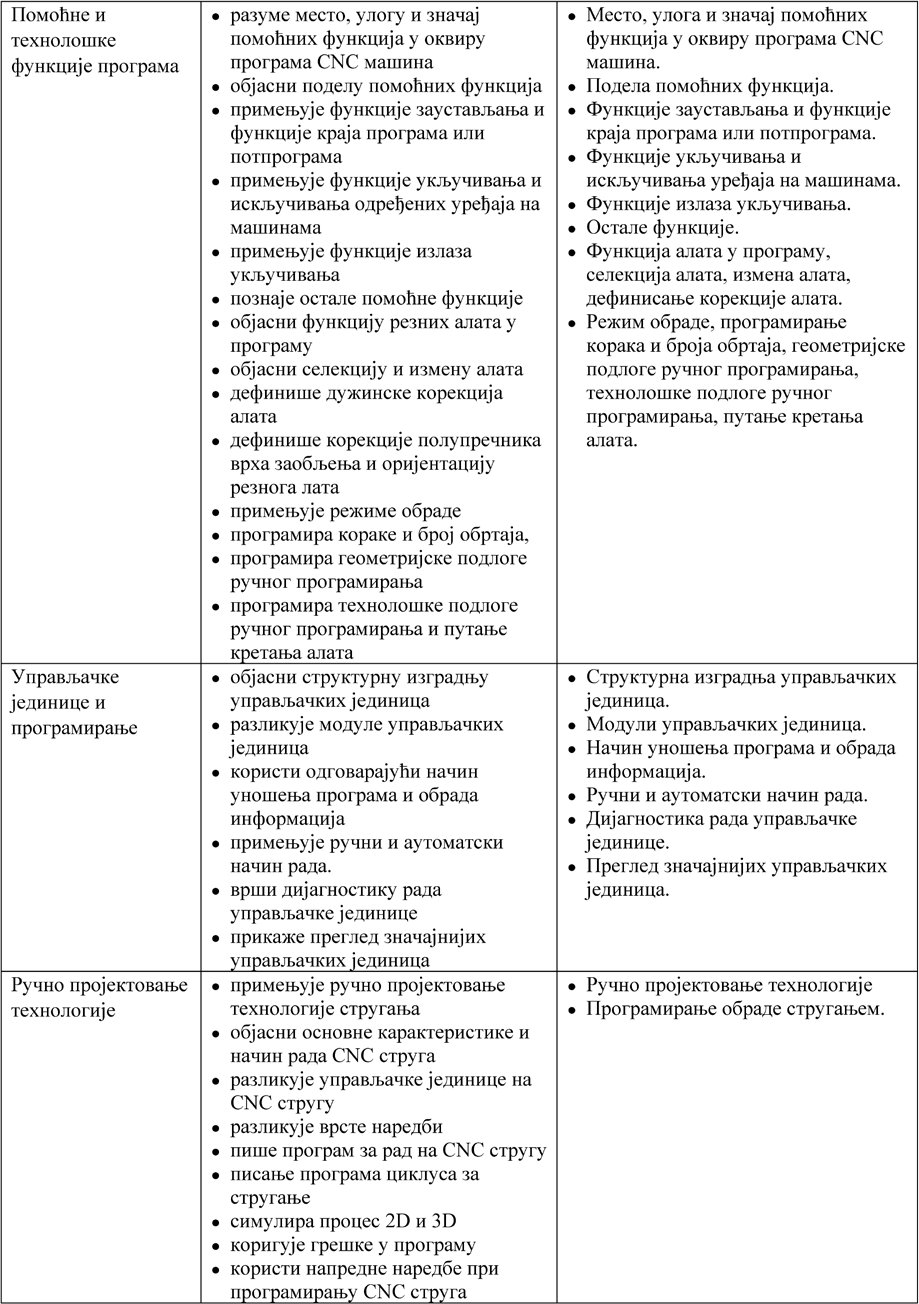 Помоћне и
технолошке
функције програма
• разуме место, улогу и значај
помоћних функција у оквиру
програма CNC машина
• објасни поделу помоћних функција
• примењује функције заустављања и
функције краја програма или
потпрограма
• примењује функције укључивања и
искључивања одређених уређаја на
машинама
• примењује функције излаза
укључивања
• познаје остале помоћне функције
• објасни функцију резних алата у
програму
• објасни селекцију и измену алата
• дефинише дужинске корекција
алата
• дефинише корекције полупречника
врха заобљења и оријентацију
резнога лата
• примењује режиме обраде
• програмира кораке и број обртаја,
• програмира геометријске подлоге
ручног програмирања
• програмира технолошке подлоге
ручног програмирања и путање
кретања алата
• Место, улога и значај помоћних
функција у оквиру програма CNC
машина.
• Подела помоћних функција.
• Функције заустављања и функције
краја програма или потпрограма.
• Функције укључивања и
искључивања уређаја на машинама.
• Функције излаза укључивања.
• Остале функције.
• Функција алата у програму,
селекција алата, измена алата,
дефинисање корекције алата.
• Режим обраде, програмирање
корака и броја обртаја, геометријске
подлоге ручног програмирања,
технолошке подлоге ручног
програмирања, путање кретања
алата.
Управљачке
јединице и
програмирање
• објасни структурну изградњу
управљачких јединица
• разликује модуле управљачких
јединица
• користи одговарајући начин
уношења програма и обрада
информација
• примењује ручни и аутоматски
начин рада.
• врши дијагностику рада
управљачке јединице
• прикаже преглед значајнијих
управљачких јединица
• Структурна изградња управљачких
јединица.
• Модули управљачких јединица.
• Начин уношења програма и обрада
информација.
• Ручни и аутоматски начин рада.
• Дијагностика рада управљачке
јединице.
• Преглед значајнијих управљачких
јединица.
Ручно пројектовање
технологије
• примењује ручно пројектовање
технологије стругања
• објасни основне карактеристике и
начин рада CNC струга
• разликује управљачке јединице на
CNC стругу
• разликује врсте наредби
• пише програм за рад на CNC стругу
• писање програма циклуса за
стругање
• симулира процес 2D и 3D
• коригује грешке у програму
• користи напредне наредбе при
програмирању CNC струга
• Ручно пројектовање технологије
• Програмирање обраде стругањем.